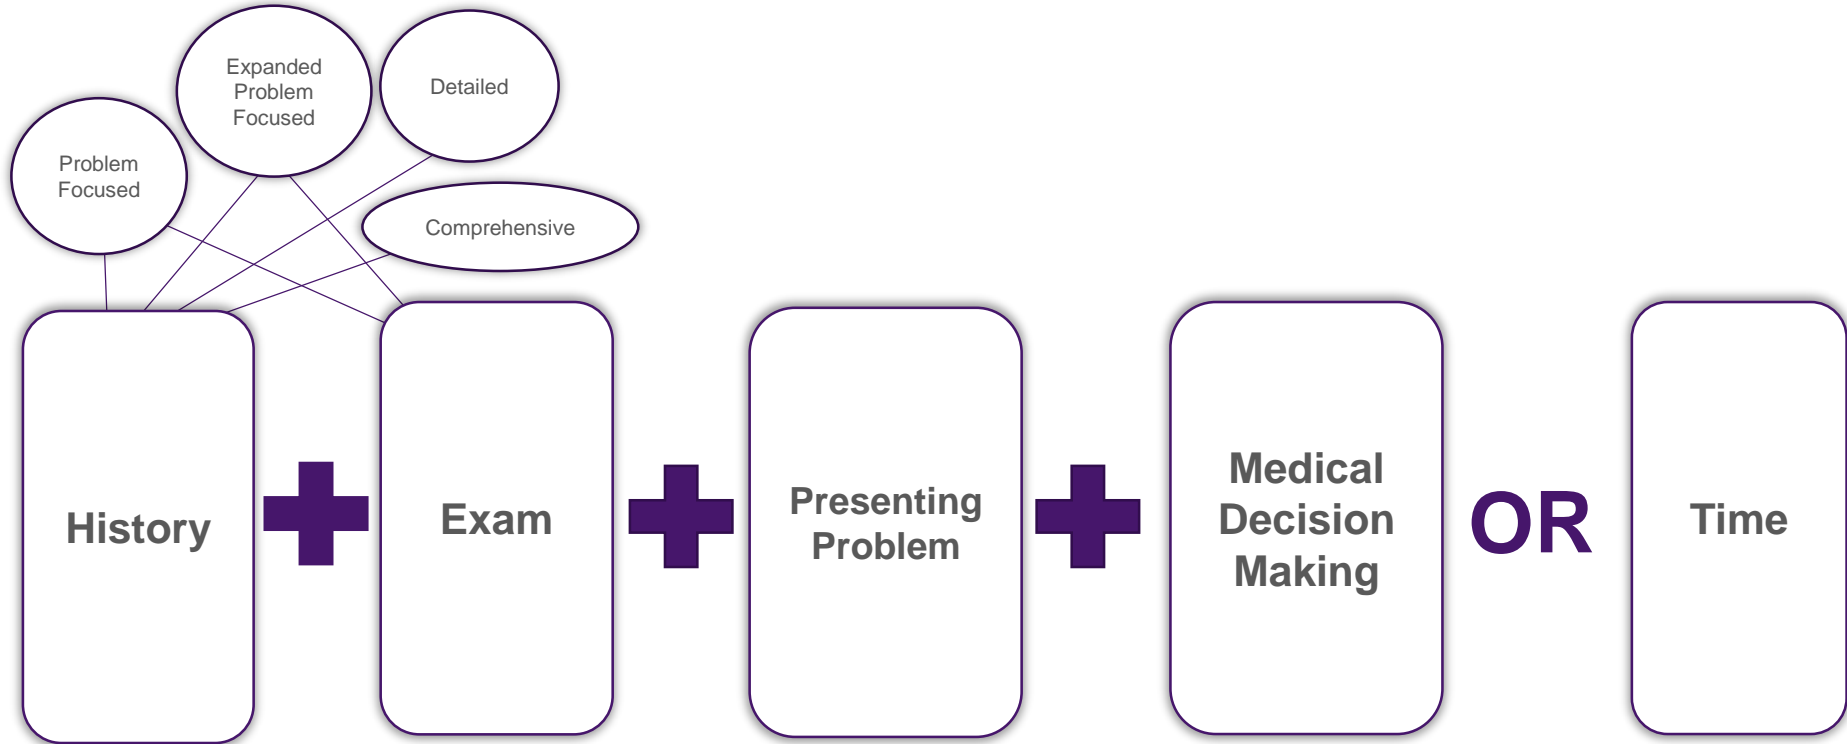 Expanded
Problem
Focused
Detailed
Problem
Focused
Comprehensive
History
Exam
Presenting
Problem
Medical
Decision
Making
OR
Time